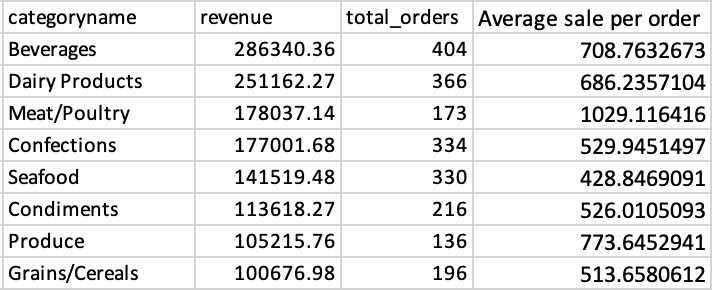 categoryname revenue total_orders Average sale per order
Beverages 286340.36 404 708.7632673
Dairy Products 251162.27 366 686.2357104
Meat/Poultry 178037.14 173 1029.116416
Confections 177001.68 334 529.9451497
Seafood 141519.48 330 428.8469091
Condiments 113618.27 216 526.0105093
Produce 105215.76 136 773.6452941
Grains/Cereals 100676.98 196 513.6580612